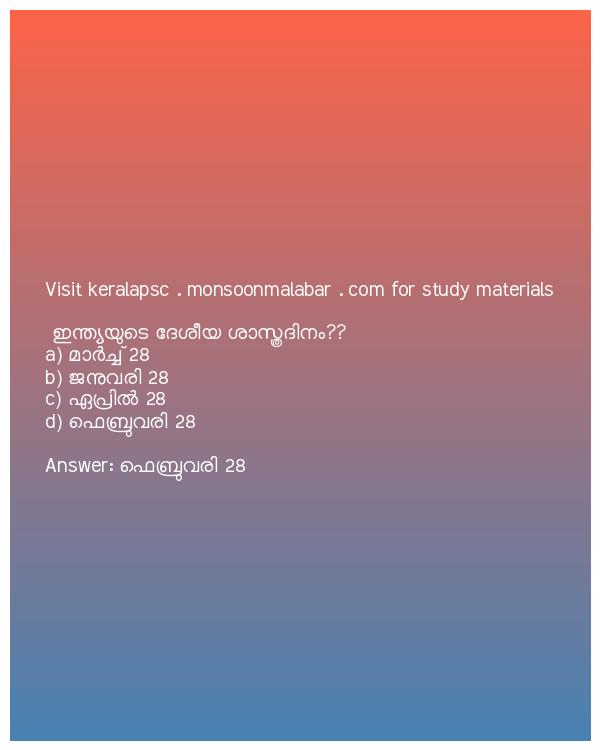 Visit keralapsc . monsoonmalabar . com for study materials
ഇന്ത്യയുടെ ദേശീയ ശാസ്ത്രദിനം??
a) മാർച്ച് 28
b) ജനുവരി 28
c) ഏപ്രിൽ 28
d) ഫെബ്രുവരി 28
Answer: ഫെബ്രുവരി 28